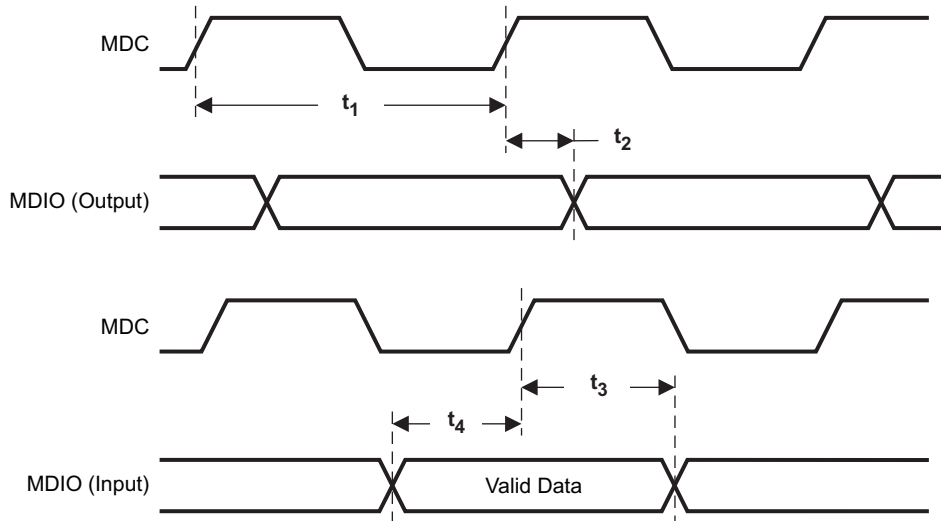 MDC
t1
t2
MDIO (Output)
MDC
t3
t4
MDIO (Input)
Valid Data